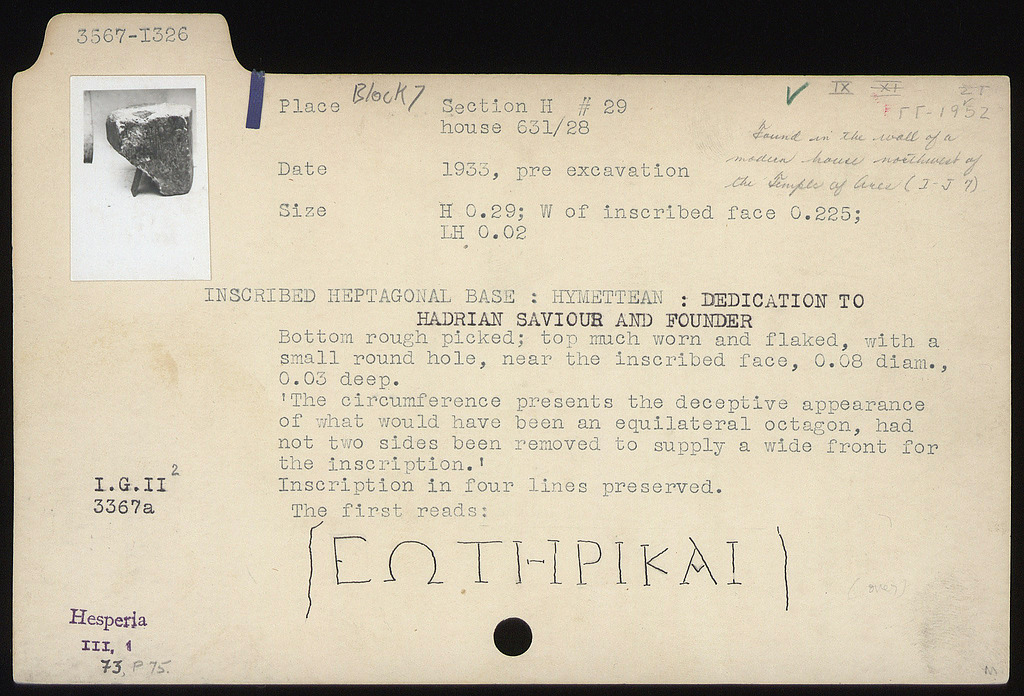 3567-I326
IX XI
ΣΤ
ΓΓ-1952
Place Block 7 Section H # 29
house 631/28
Found in the wall of a
modern house northwest of
the Temple of Ares (I-J 7)
Date 1933, pre excavation
Size H 0.29; W of inscribed face 0.225;
LH 0.02
INSCRIBED HEPTAGONAL BASE : HYMETTEAN : DEDICATION TO
HADRIAN SAVIOUR AND FOUNDER
Bottom rough picked; top much worn and flaked, with a
small round hole, near the inscribed face, 0.08 diam.,
0.03 deep.
'The circumference presents the deceptive appearance
of what would have been an equilateral octagon, had
not two sides been removed to supply a wide front for
the inscription.'
Inscription in four lines preserved.
The first reads:
[ΕΩΤΗΡΙΚΑΙ]
(over)
I.G.II²
3367a
Hesperia
III, 1
73, P 75.
M